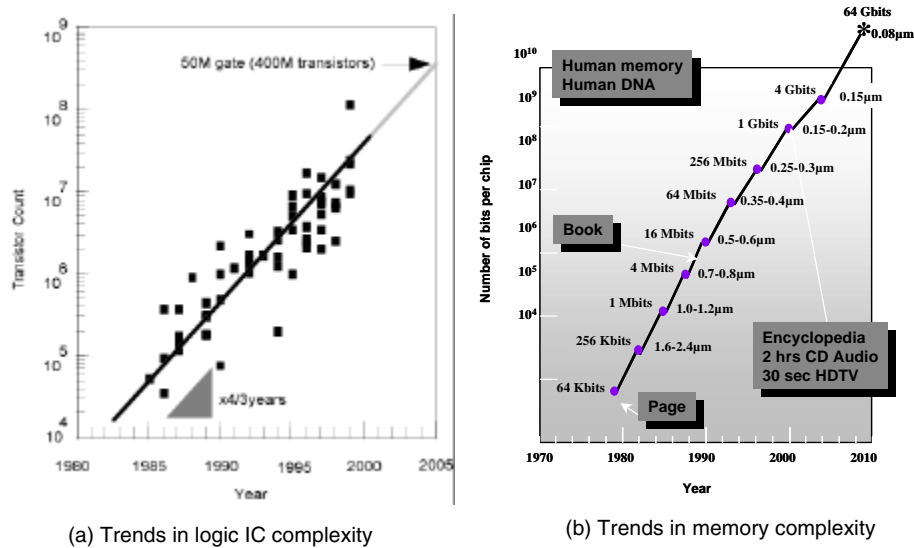 10^9
10^8
10^7
10^6
10^5
10^4
Transistor Count
50M gate (400M transistors)
x4/3years
1980 1985 1990 1995 2000 2005
Year
(a) Trends in logic IC complexity
64 Gbits
0.08µm
10^10
10^9
10^8
10^7
10^6
10^5
10^4
Number of bits per chip
Human memory
Human DNA
4 Gbits
0.15µm
1 Gbits
0.15-0.2µm
256 Mbits
0.25-0.3µm
64 Mbits
0.35-0.4µm
Book
16 Mbits
0.5-0.6µm
4 Mbits
0.7-0.8µm
1 Mbits
1.0-1.2µm
256 Kbits
1.6-2.4µm
64 Kbits
Encyclopedia
2 hrs CD Audio
30 sec HDTV
Page
1970 1980 1990 2000 2010
Year
(b) Trends in memory complexity